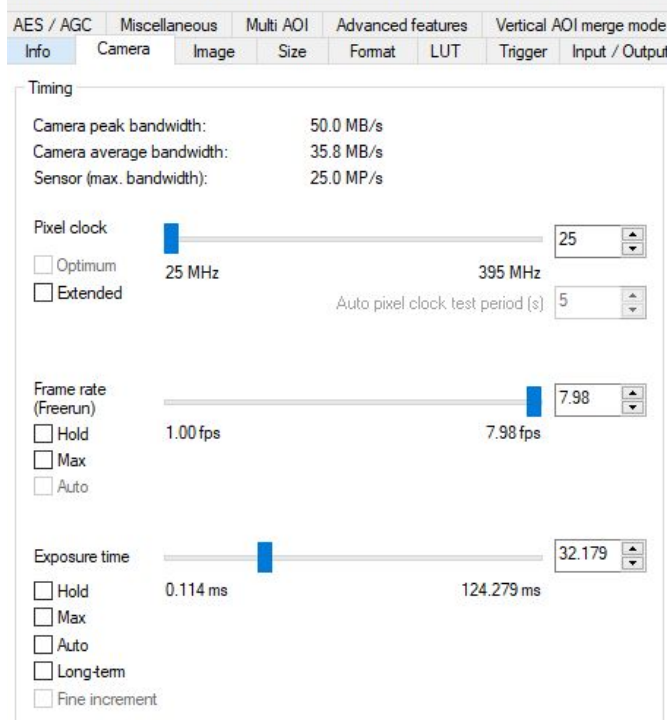 AES / AGC Miscellaneous Multi AOI Advanced features Vertical AOI merge mode
Info Camera Image Size Format LUT Trigger Input / Output
Timing
Camera peak bandwidth: 50.0 MB/s
Camera average bandwidth: 35.8 MB/s
Sensor (max. bandwidth): 25.0 MP/s
Pixel clock 25
Optimum 25 MHz 395 MHz
Extended Auto pixel clock test period (s) 5
Frame rate
(Freerun) 7.98
Hold 1.00 fps 7.98 fps
Max
Auto
Exposure time 32.179
Hold 0.114 ms 124.279 ms
Max
Auto
Long-term
Fine increment